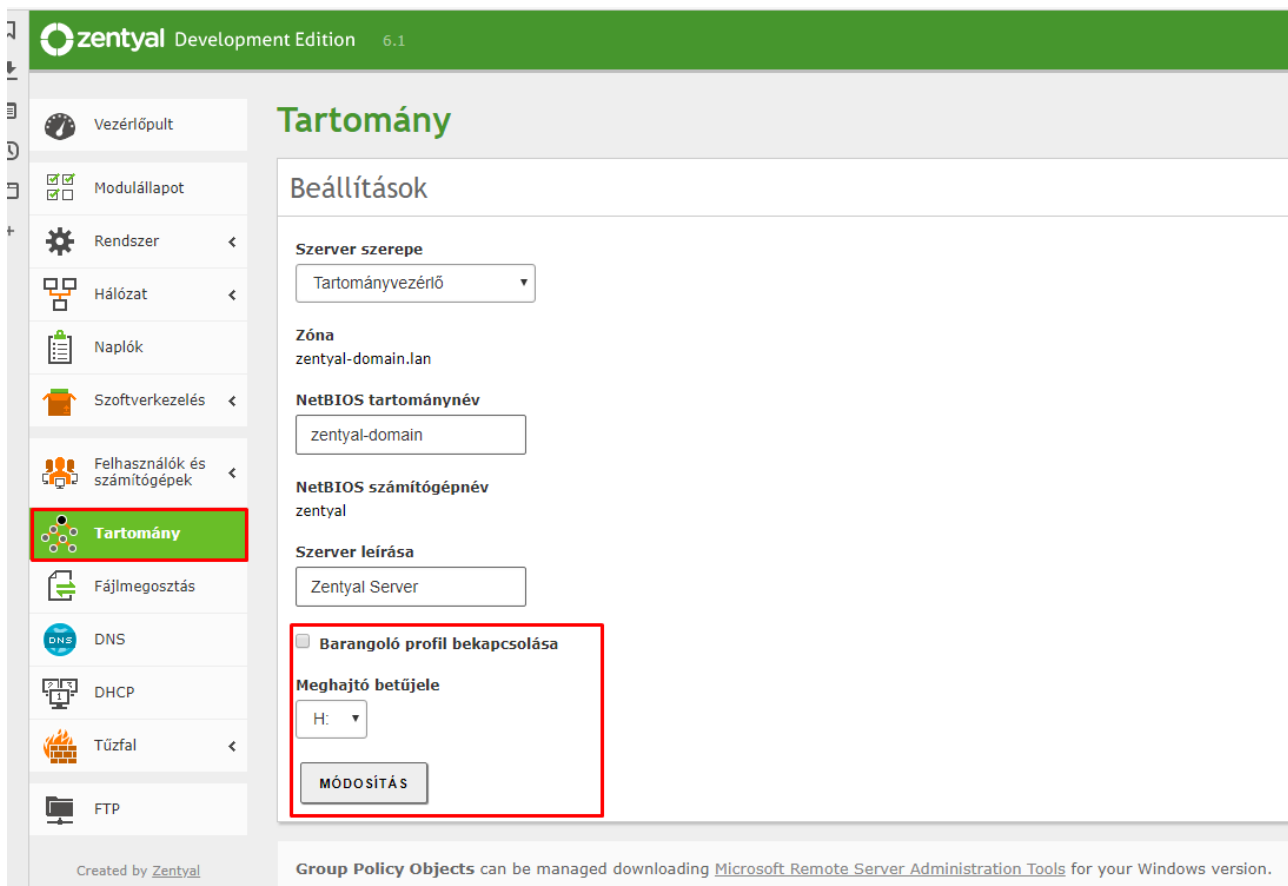 zentyal Development Edition 6.1
Vezérlőpult
Modulállapot
Rendszer
Hálózat
Naplók
Szoftverkezelés
Felhasználók és
számítógépek
Tartomány
Fájlmegosztás
DNS
DNS
DHCP
Tűzfal
FTP
Created by Zentyal
Tartomány
Beállítások
Szerver szerepe
Tartományvezérlő
Zóna
zentyal-domain.lan
NetBIOS tartománynév
zentyal-domain
NetBIOS számítógépnév
zentyal
Szerver leírása
Zentyal Server
Barangoló profil bekapcsolása
Meghajtó betűjele
H:
MÓDOSÍTÁS
Group Policy Objects can be managed downloading Microsoft Remote Server Administration Tools for your Windows version.